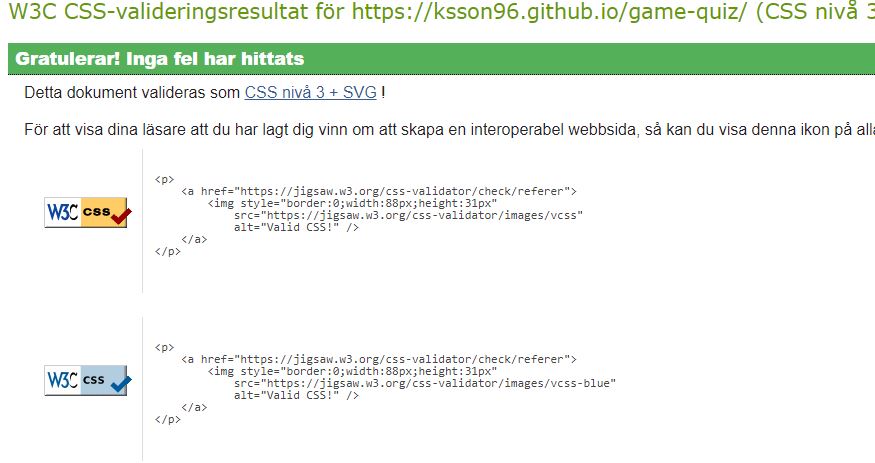 W3C CSS-valideringsresultat för https://ksson96.github.io/game-quiz/ (CSS nivå 3
Gratulerar! Inga fel har hittats
Detta dokument valideras som CSS nivå 3 + SVG !
För att visa dina läsare att du har lagt dig vinn om att skapa en interoperabel webbsida, så kan du visa denna ikon på alla
W3C css
<p>
<a href="https://jigsaw.w3.org/css-validator/check/referer">
<img style="border:0;width:88px;height:31px"
src="https://jigsaw.w3.org/css-validator/images/vcss"
alt="Valid CSS!" />
</a>
</p>
W3C css
<p>
<a href="https://jigsaw.w3.org/css-validator/check/referer">
<img style="border:0;width:88px;height:31px"
src="https://jigsaw.w3.org/css-validator/images/vcss-blue"
alt="Valid CSS!" />
</a>
</p>